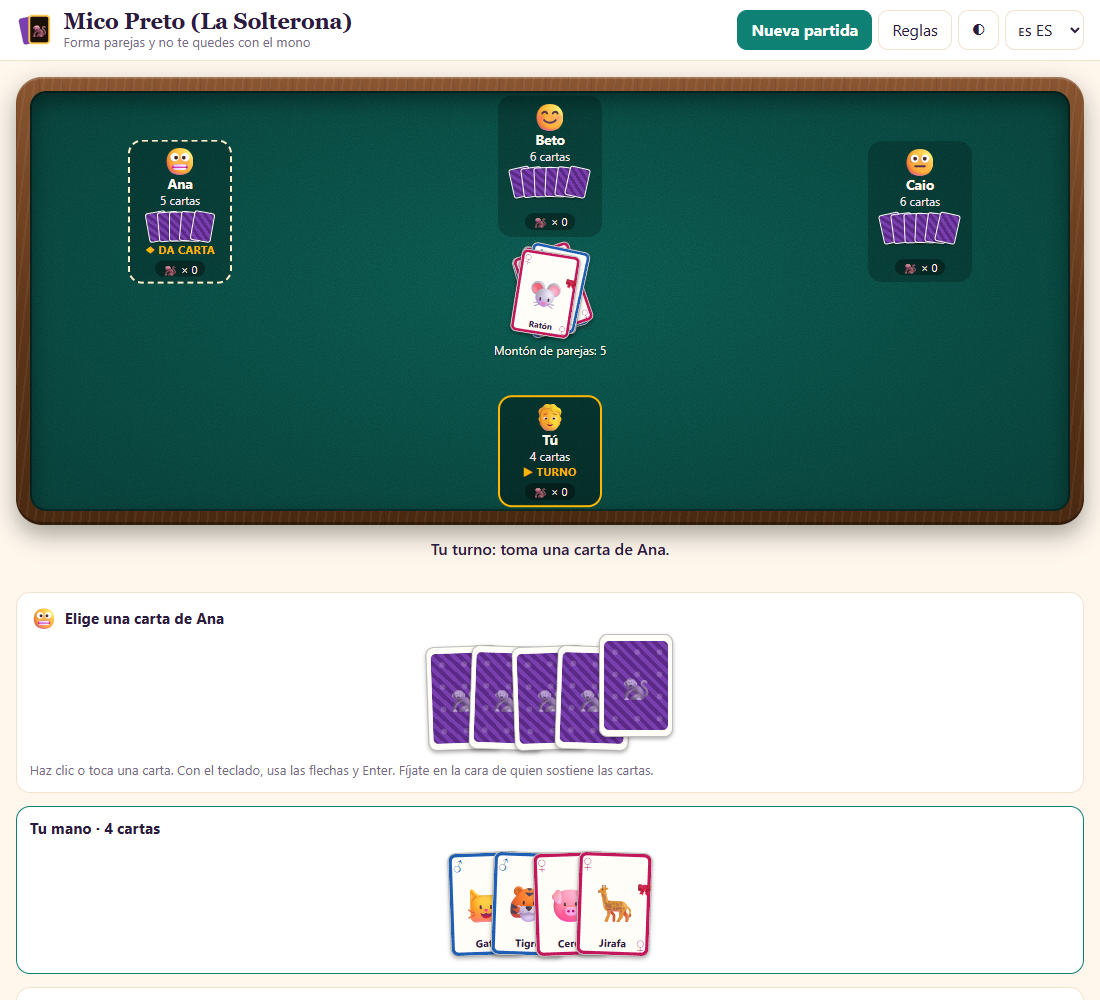 Mico Preto (La Solterona)
Forma parejas y no te quedes con el mono
Nueva partida
Reglas
ES ES
Beto
6 cartas
× 0
Ana
5 cartas
◆ DA CARTA
× 0
Caio
6 cartas
× 0
Ratón
Montón de parejas: 5
Tú
4 cartas
▶ TURNO
× 0
Tu turno: toma una carta de Ana.
Elige una carta de Ana
Haz clic o toca una carta. Con el teclado, usa las flechas y Enter. Fíjate en la cara de quien sostiene las cartas.
Tu mano · 4 cartas
Gat
Tigr
Cer
Jirafa